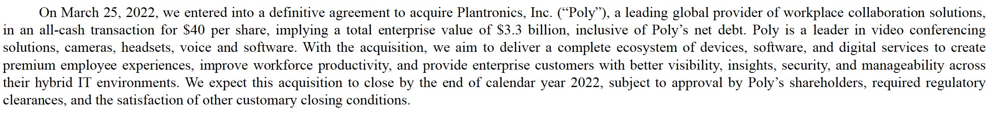 On March 25, 2022, we entered into a definitive agreement to acquire Plantronics, Inc. (“Poly”), a leading global provider of workplace collaboration solutions,
in an all-cash transaction for $40 per share, implying a total enterprise value of $3.3 billion, inclusive of Poly’s net debt. Poly is a leader in video conferencing
solutions, cameras, headsets, voice and software. With the acquisition, we aim to deliver a complete ecosystem of devices, software, and digital services to create
premium employee experiences, improve workforce productivity, and provide enterprise customers with better visibility, insights, security, and manageability across
their hybrid IT environments. We expect this acquisition to close by the end of calendar year 2022, subject to approval by Poly’s shareholders, required regulatory
clearances, and the satisfaction of other customary closing conditions.